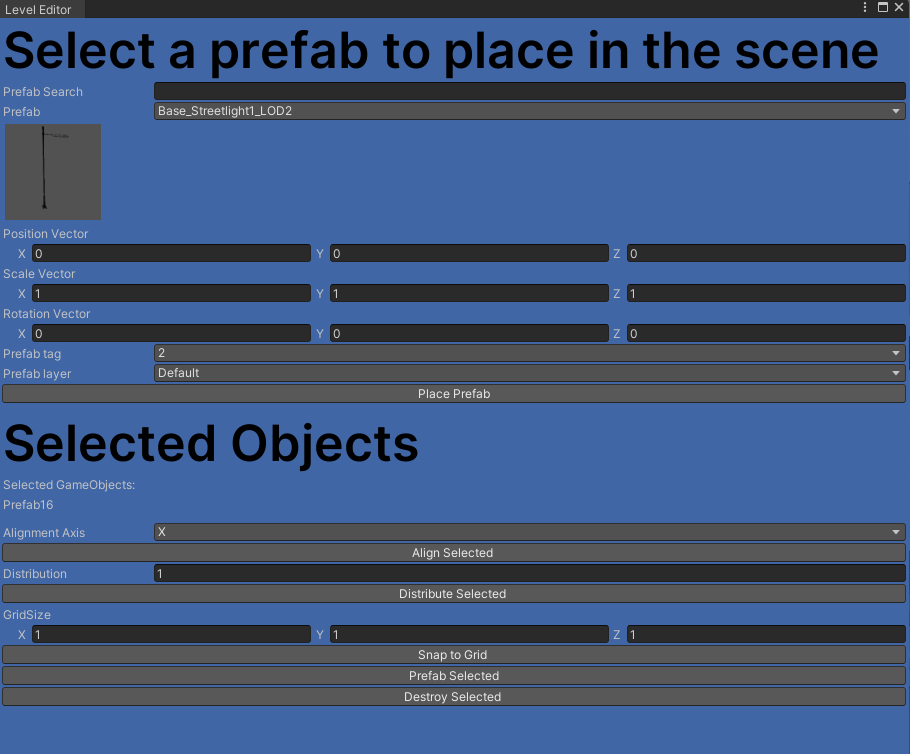 Level Editor
Select a prefab to place in the scene
Prefab Search
Prefab Base_Streetlight1_LOD2
Position Vector
X 0 Y 0 Z 0
Scale Vector
X 1 Y 1 Z 1
Rotation Vector
X 0 Y 0 Z 0
Prefab tag 2
Prefab layer Default
Place Prefab
Selected Objects
Selected GameObjects:
Prefab16
Alignment Axis X
Align Selected
Distribution 1
Distribute Selected
GridSize
X 1 Y 1 Z 1
Snap to Grid
Prefab Selected
Destroy Selected